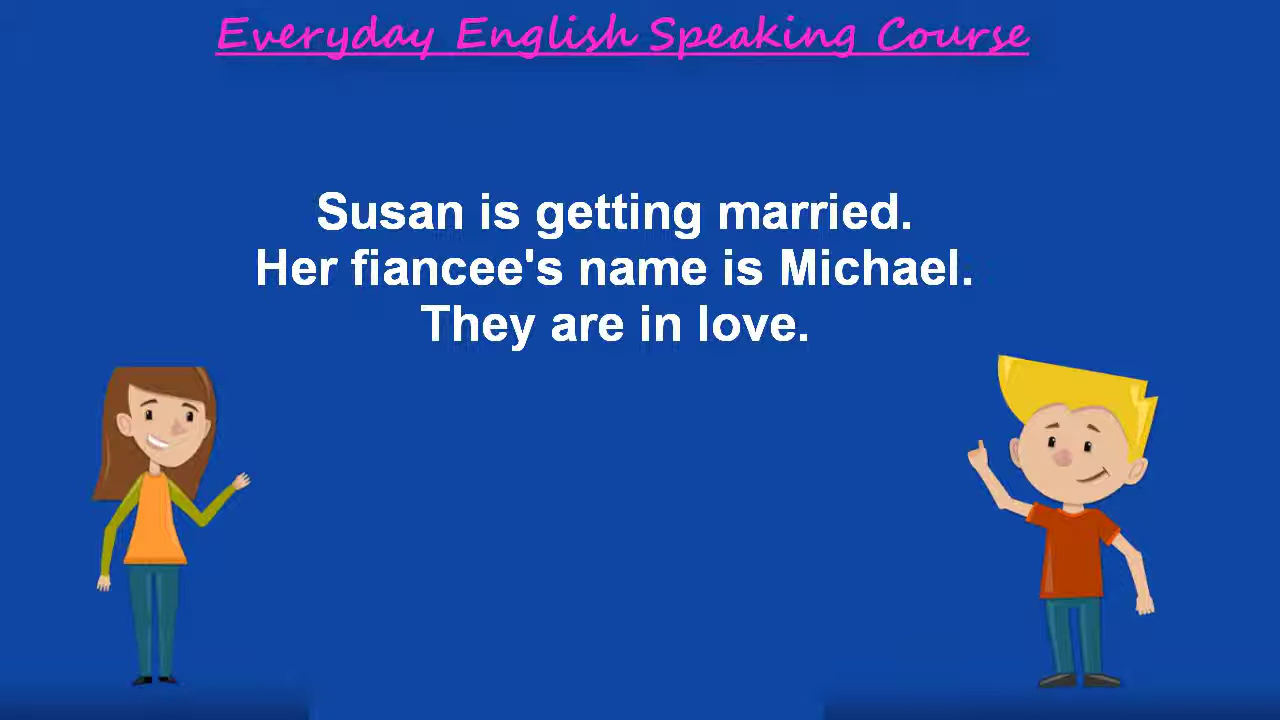 Everyday English Speaking Course
Susan is getting married.
Her fiancee's name is Michael.
They are in love.